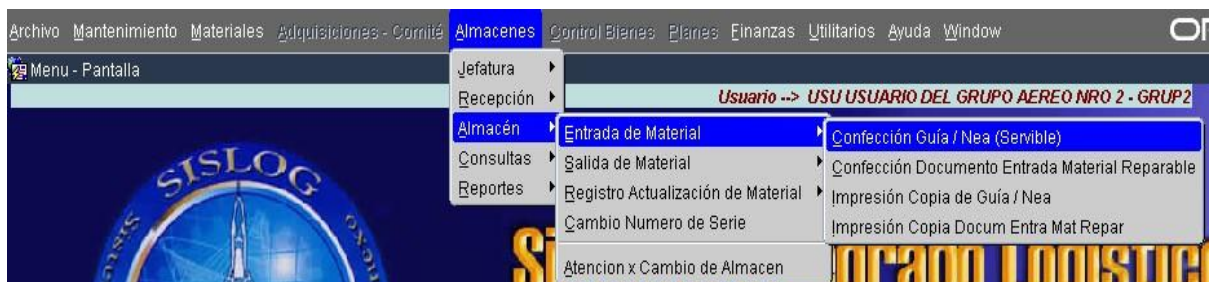 Archivo Mantenimiento Materiales Adquisiciones - Comité Almacenes Control Bienes Planes Finanzas Utilitarios Ayuda Window
Menu - Pantalla
Usuario --> USU USUARIO DEL GRUPO AEREO NRO 2 - GRUP2
Jefatura
Recepción
Almacén
Consultas
Reportes
Entrada de Material
Salida de Material
Registro Actualización de Material
Cambio Numero de Serie
Atencion x Cambio de Almacen
Confección Guía / Nea (Servible)
Confección Documento Entrada Material Reparable
Impresión Copia de Guía / Nea
Impresión Copia Docum Entra Mat Repar
SISLOG